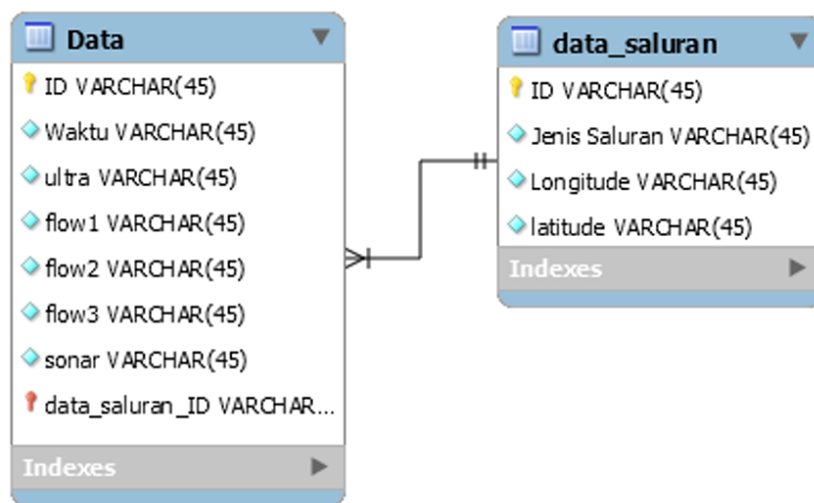 Data
ID VARCHAR(45)
Waktu VARCHAR(45)
ultra VARCHAR(45)
flow1 VARCHAR(45)
flow2 VARCHAR(45)
flow3 VARCHAR(45)
sonar VARCHAR(45)
data_saluran_ID VARCHAR...
Indexes
data_saluran
ID VARCHAR(45)
Jenis Saluran VARCHAR(45)
Longitude VARCHAR(45)
latitude VARCHAR(45)
Indexes